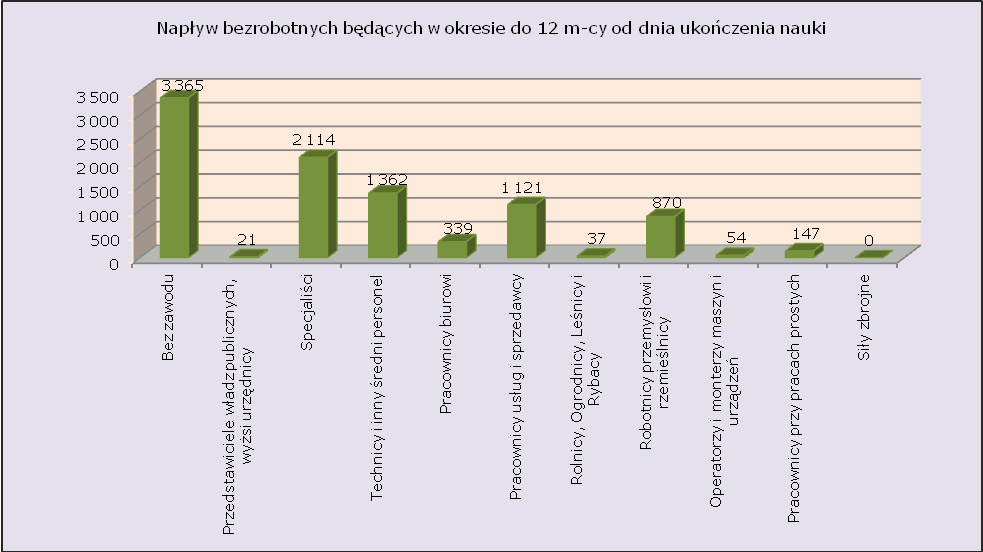 Napływ bezrobotnych będących w okresie do 12 m-cy od dnia ukończenia nauki
3 500
3 000
2 500
2 000
1 500
1 000
500
0
3 365
21
2 114
1 362
339
1 121
37
870
54
147
0
Bez zawodu
Przedstawiciele władz publicznych,
wyżsi urzędnicy
Specjaliści
Technicy i inny średni personel
Pracownicy biurowi
Pracownicy usług i sprzedawcy
Rolnicy, Ogrodnicy, Leśnicy i
Rybacy
Robotnicy przemysłowi i
rzemieślnicy
Operatorzy i monterzy maszyn i
urządzeń
Pracownicy przy pracach prostych
Siły zbrojne